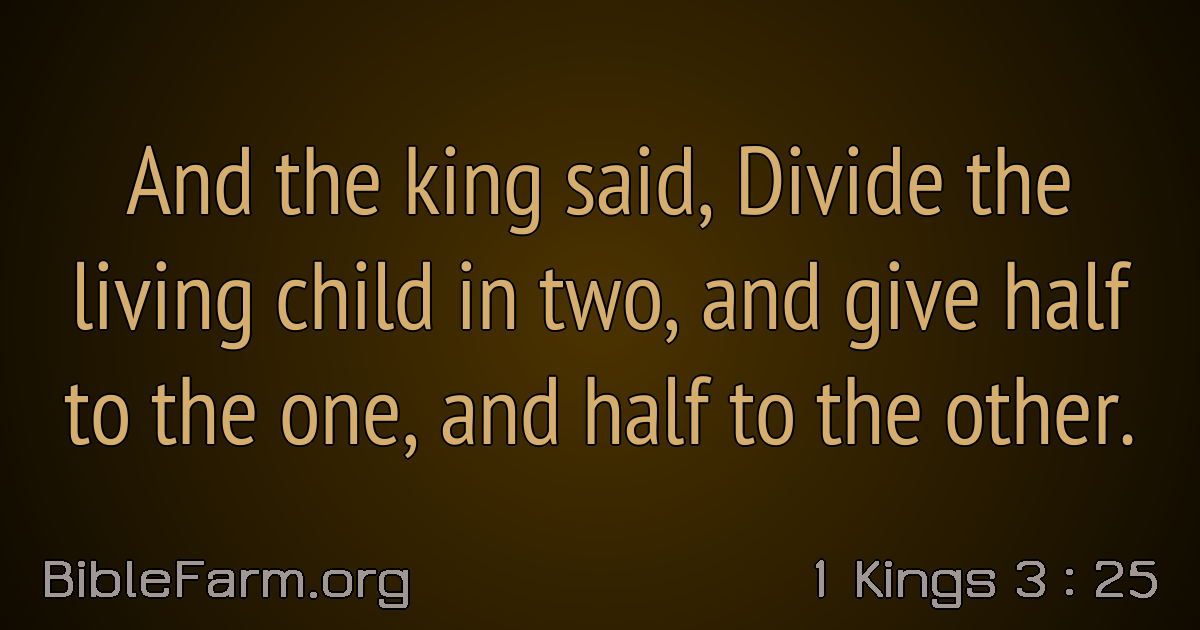 And the king said, Divide the
living child in two, and give half
to the one, and half to the other.
BibleFarm.org
1 Kings 3 : 25